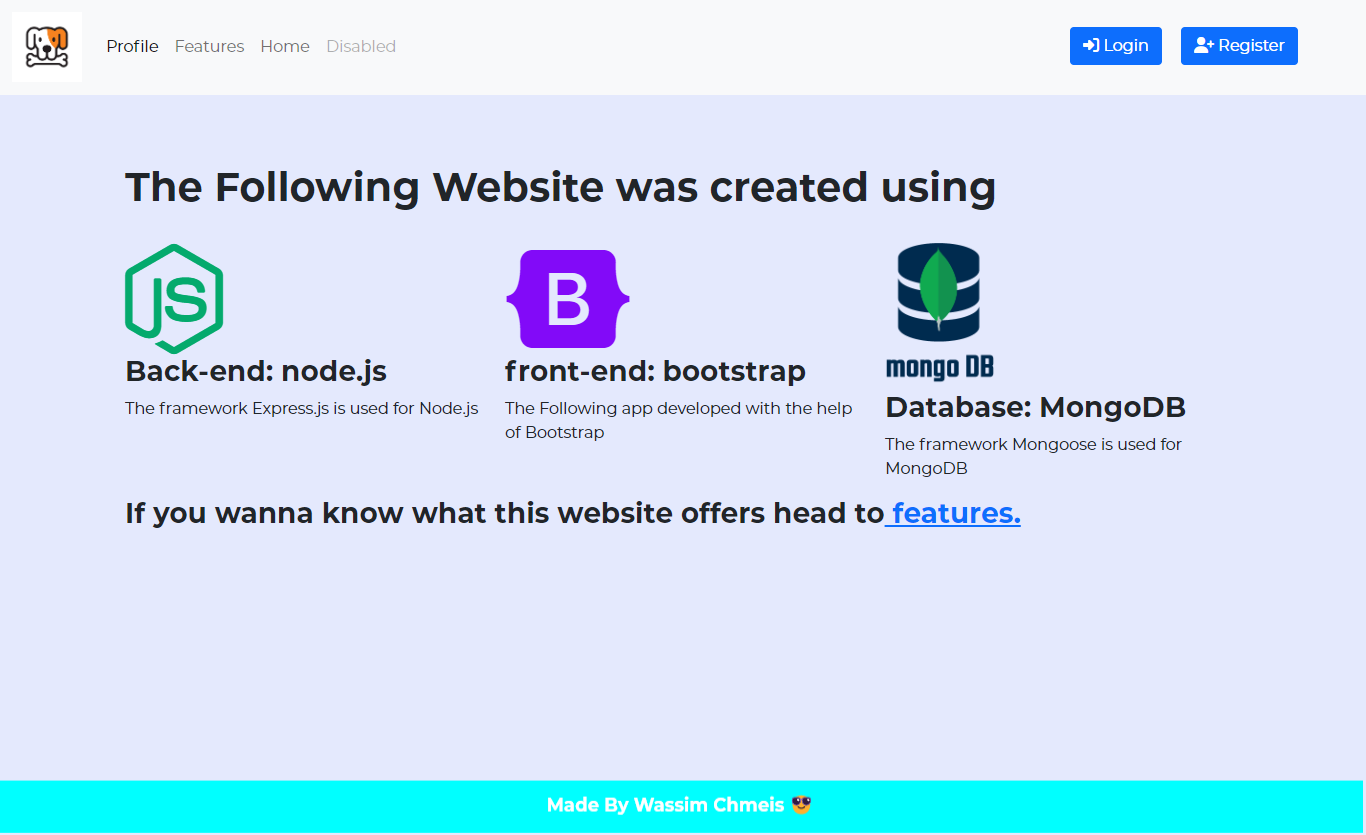 Profile Features Home Disabled
Login Register
The Following Website was created using
JS
B
mongo DB
Back-end: node.js
The framework Express.js is used for Node.js
front-end: bootstrap
The Following app developed with the help
of Bootstrap
Database: MongoDB
The framework Mongoose is used for
MongoDB
If you wanna know what this website offers head to features.
Made By Wassim Chmeis 😎